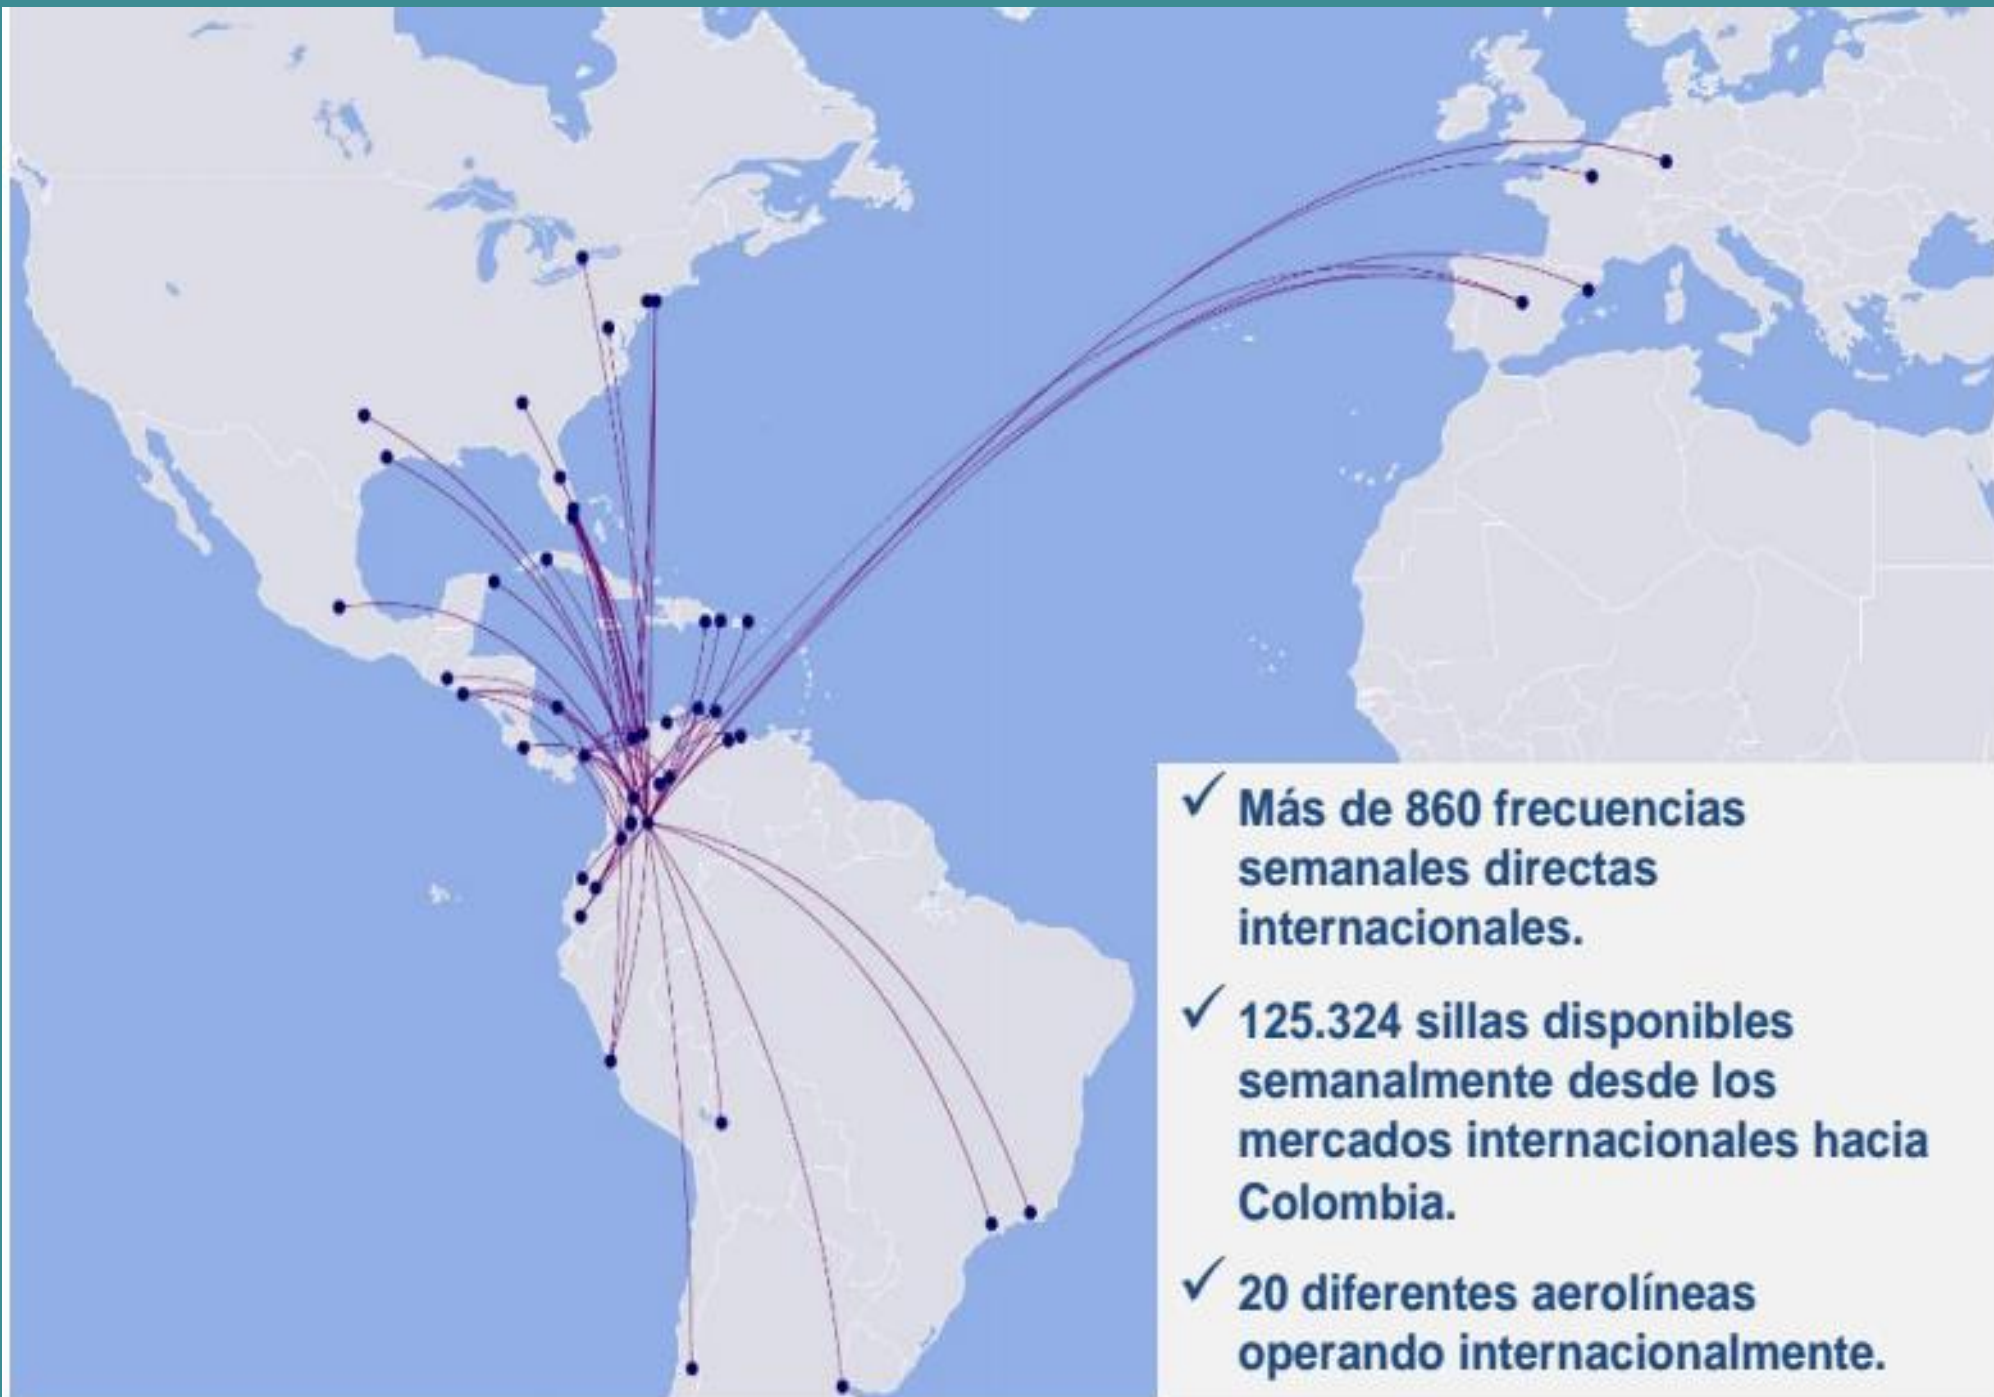 ✓ Más de 860 frecuencias
semanales directas
internacionales.
✓ 125.324 sillas disponibles
semanalmente desde los
mercados internacionales hacia
Colombia.
✓ 20 diferentes aerolíneas
operando internacionalmente.